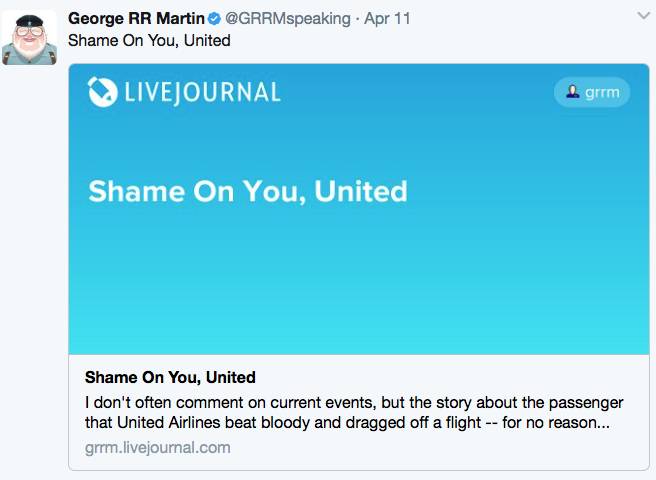 George RR Martin @GRRMspeaking · Apr 11
Shame On You, United
LIVEJOURNAL
grrm
Shame On You, United
Shame On You, United
I don't often comment on current events, but the story about the passenger
that United Airlines beat bloody and dragged off a flight -- for no reason...
grrm.livejournal.com